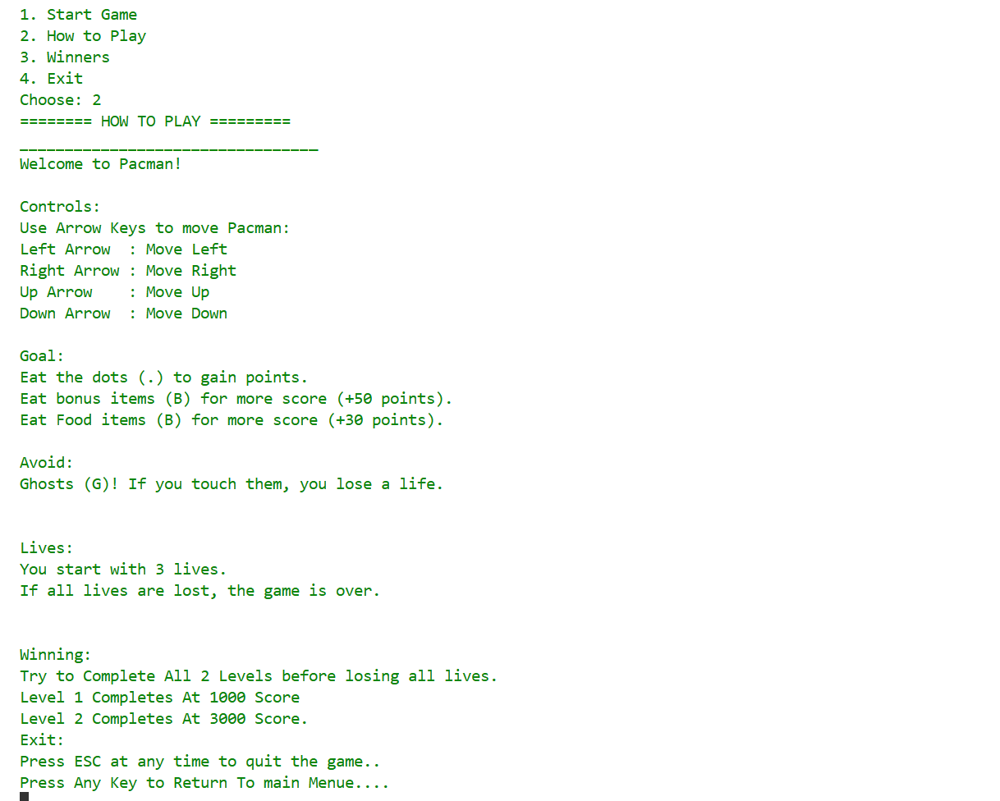 1. Start Game
2. How to Play
3. Winners
4. Exit
Choose: 2
======== HOW TO PLAY =========
_________________________________
Welcome to Pacman!
Controls:
Use Arrow Keys to move Pacman:
Left Arrow  : Move Left
Right Arrow : Move Right
Up Arrow    : Move Up
Down Arrow  : Move Down
Goal:
Eat the dots (.) to gain points.
Eat bonus items (B) for more score (+50 points).
Eat Food items (B) for more score (+30 points).
Avoid:
Ghosts (G)! If you touch them, you lose a life.
Lives:
You start with 3 lives.
If all lives are lost, the game is over.
Winning:
Try to Complete All 2 Levels before losing all lives.
Level 1 Completes At 1000 Score
Level 2 Completes At 3000 Score.
Exit:
Press ESC at any time to quit the game..
Press Any Key to Return To main Menue....